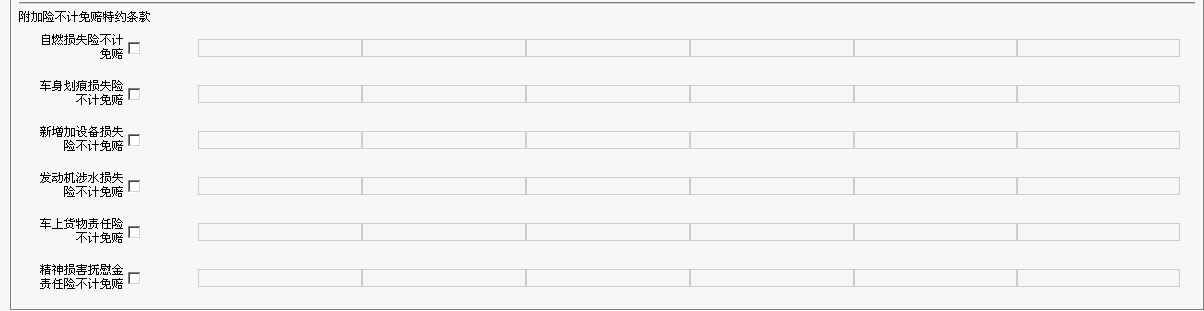 附加险不计免赔特约条款
自燃损失险不计
免赔
车身划痕损失险
不计免赔
新增加设备损失
险不计免赔
发动机涉水损失
险不计免赔
车上货物责任险
不计免赔
精神损害抚慰金
责任险不计免赔